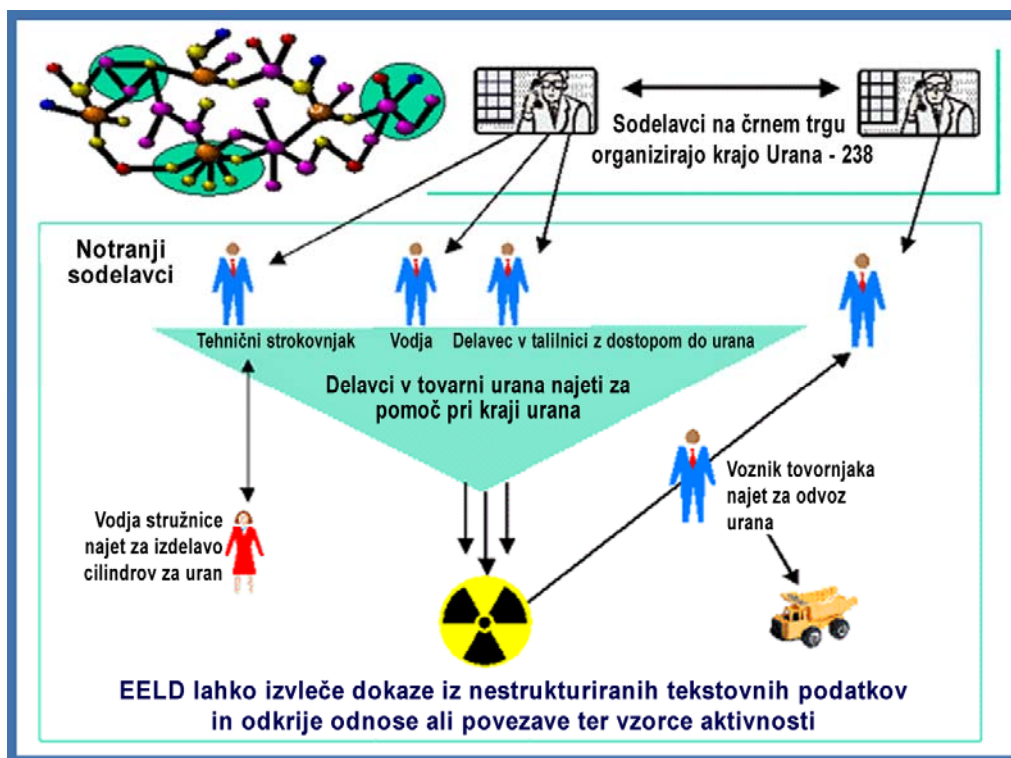 Sodelavci na črnem trgu
organizirajo krajo Urana - 238
Notranji
sodelavci
Tehnični strokovnjak
Vodja
Delavec v talilnici z dostopom do urana
Delavci v tovarni urana najeti za
pomoč pri kraji urana
Voznik tovornjaka
najet za odvoz
urana
Vodja stružnice
najet za izdelavo
cilindrov za uran
EELD lahko izvleče dokaze iz nestrukturiranih tekstovnih podatkov
in odkrije odnose ali povezave ter vzorce aktivnosti